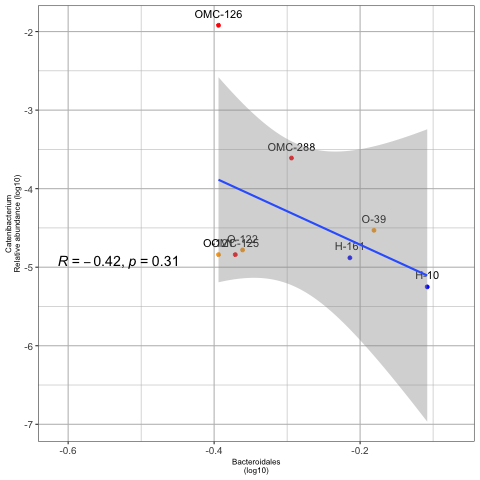 OMC-126
OMC-288
O-39
O-122
OMC-125
H-161
H-10
R = −0.42, p = 0.31
-2
-3
-4
-5
-6
-7
-0.6
-0.4
-0.2
Catenibacterium
Relative abundance (log10)
Bacteroidales
(log10)